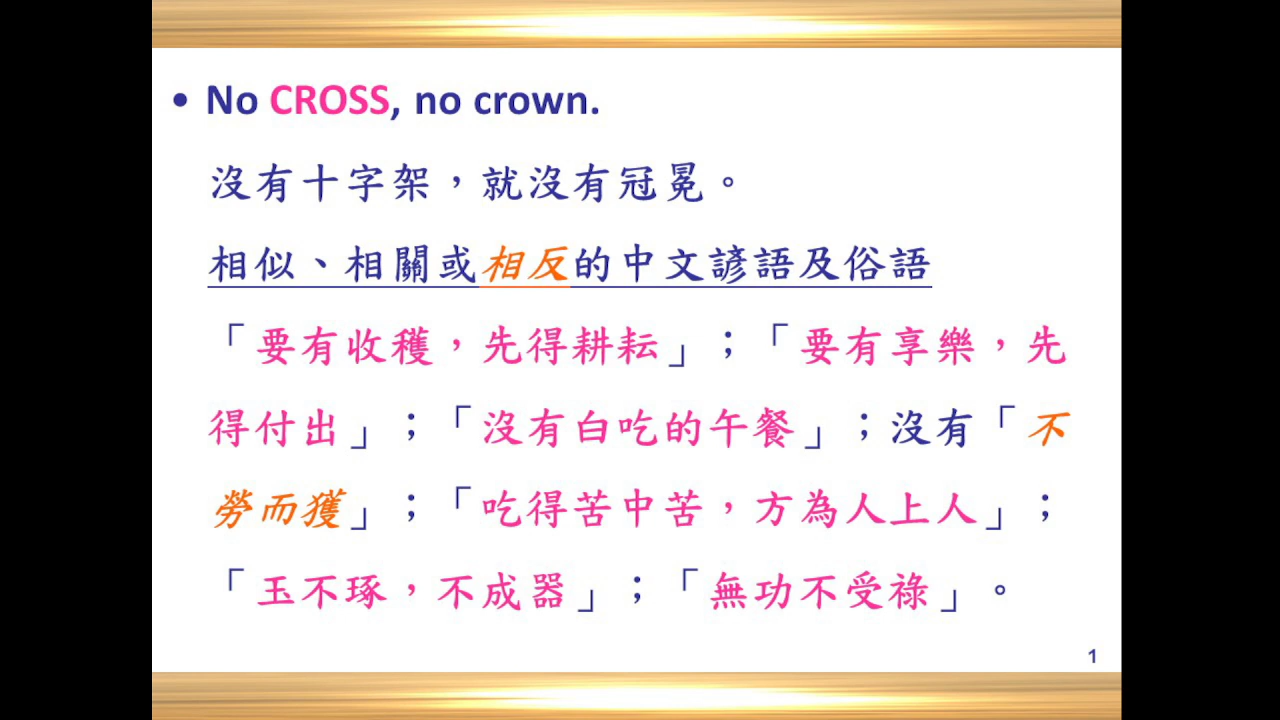 • No CROSS, no crown.
沒有十字架，就沒有冠冕。
相似、相關或相反的中文諺語及俗語
「要有收穫，先得耕耘」；「要有享樂，先
得付出」；「沒有白吃的午餐」；沒有「不
勞而獲」；「吃得苦中苦，方為人上人」；
「玉不琢，不成器」；「無功不受祿」。
1